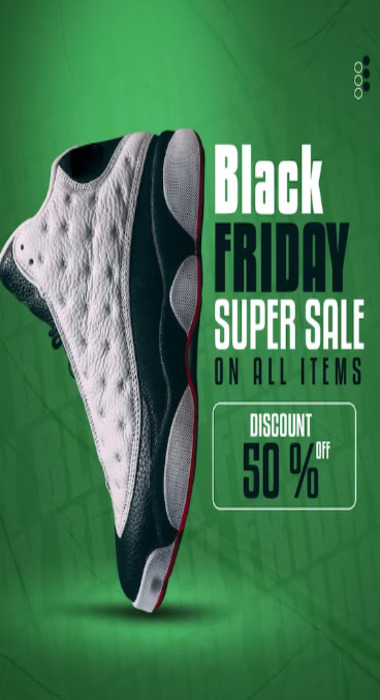 Black
FRIDAY
SUPER SALE
ON ALL ITEMS
DISCOUNT
50 % OFF